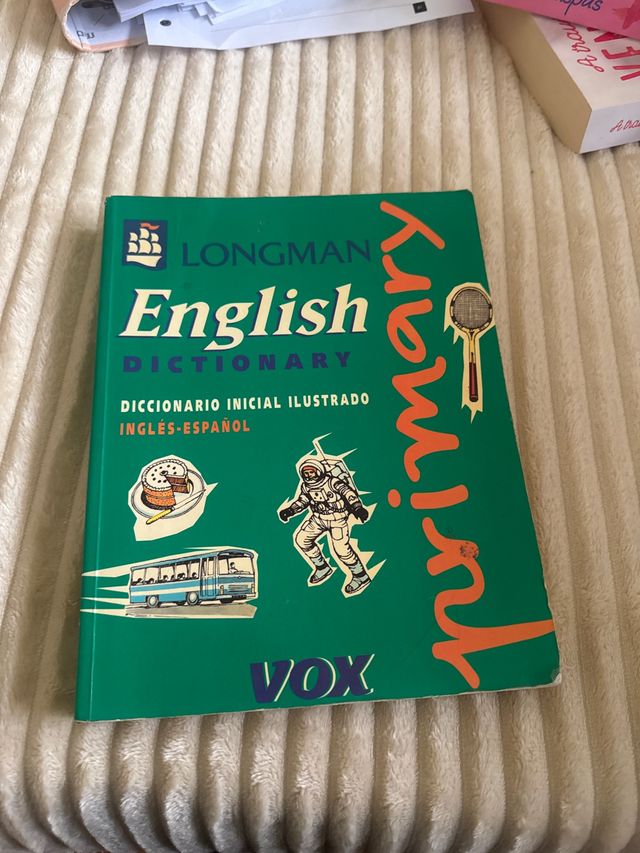 LONGMAN
English
DICTIONARY
DICCIONARIO INICIAL ILUSTRADO
INGLÉS-ESPAÑOL
primary
VOX